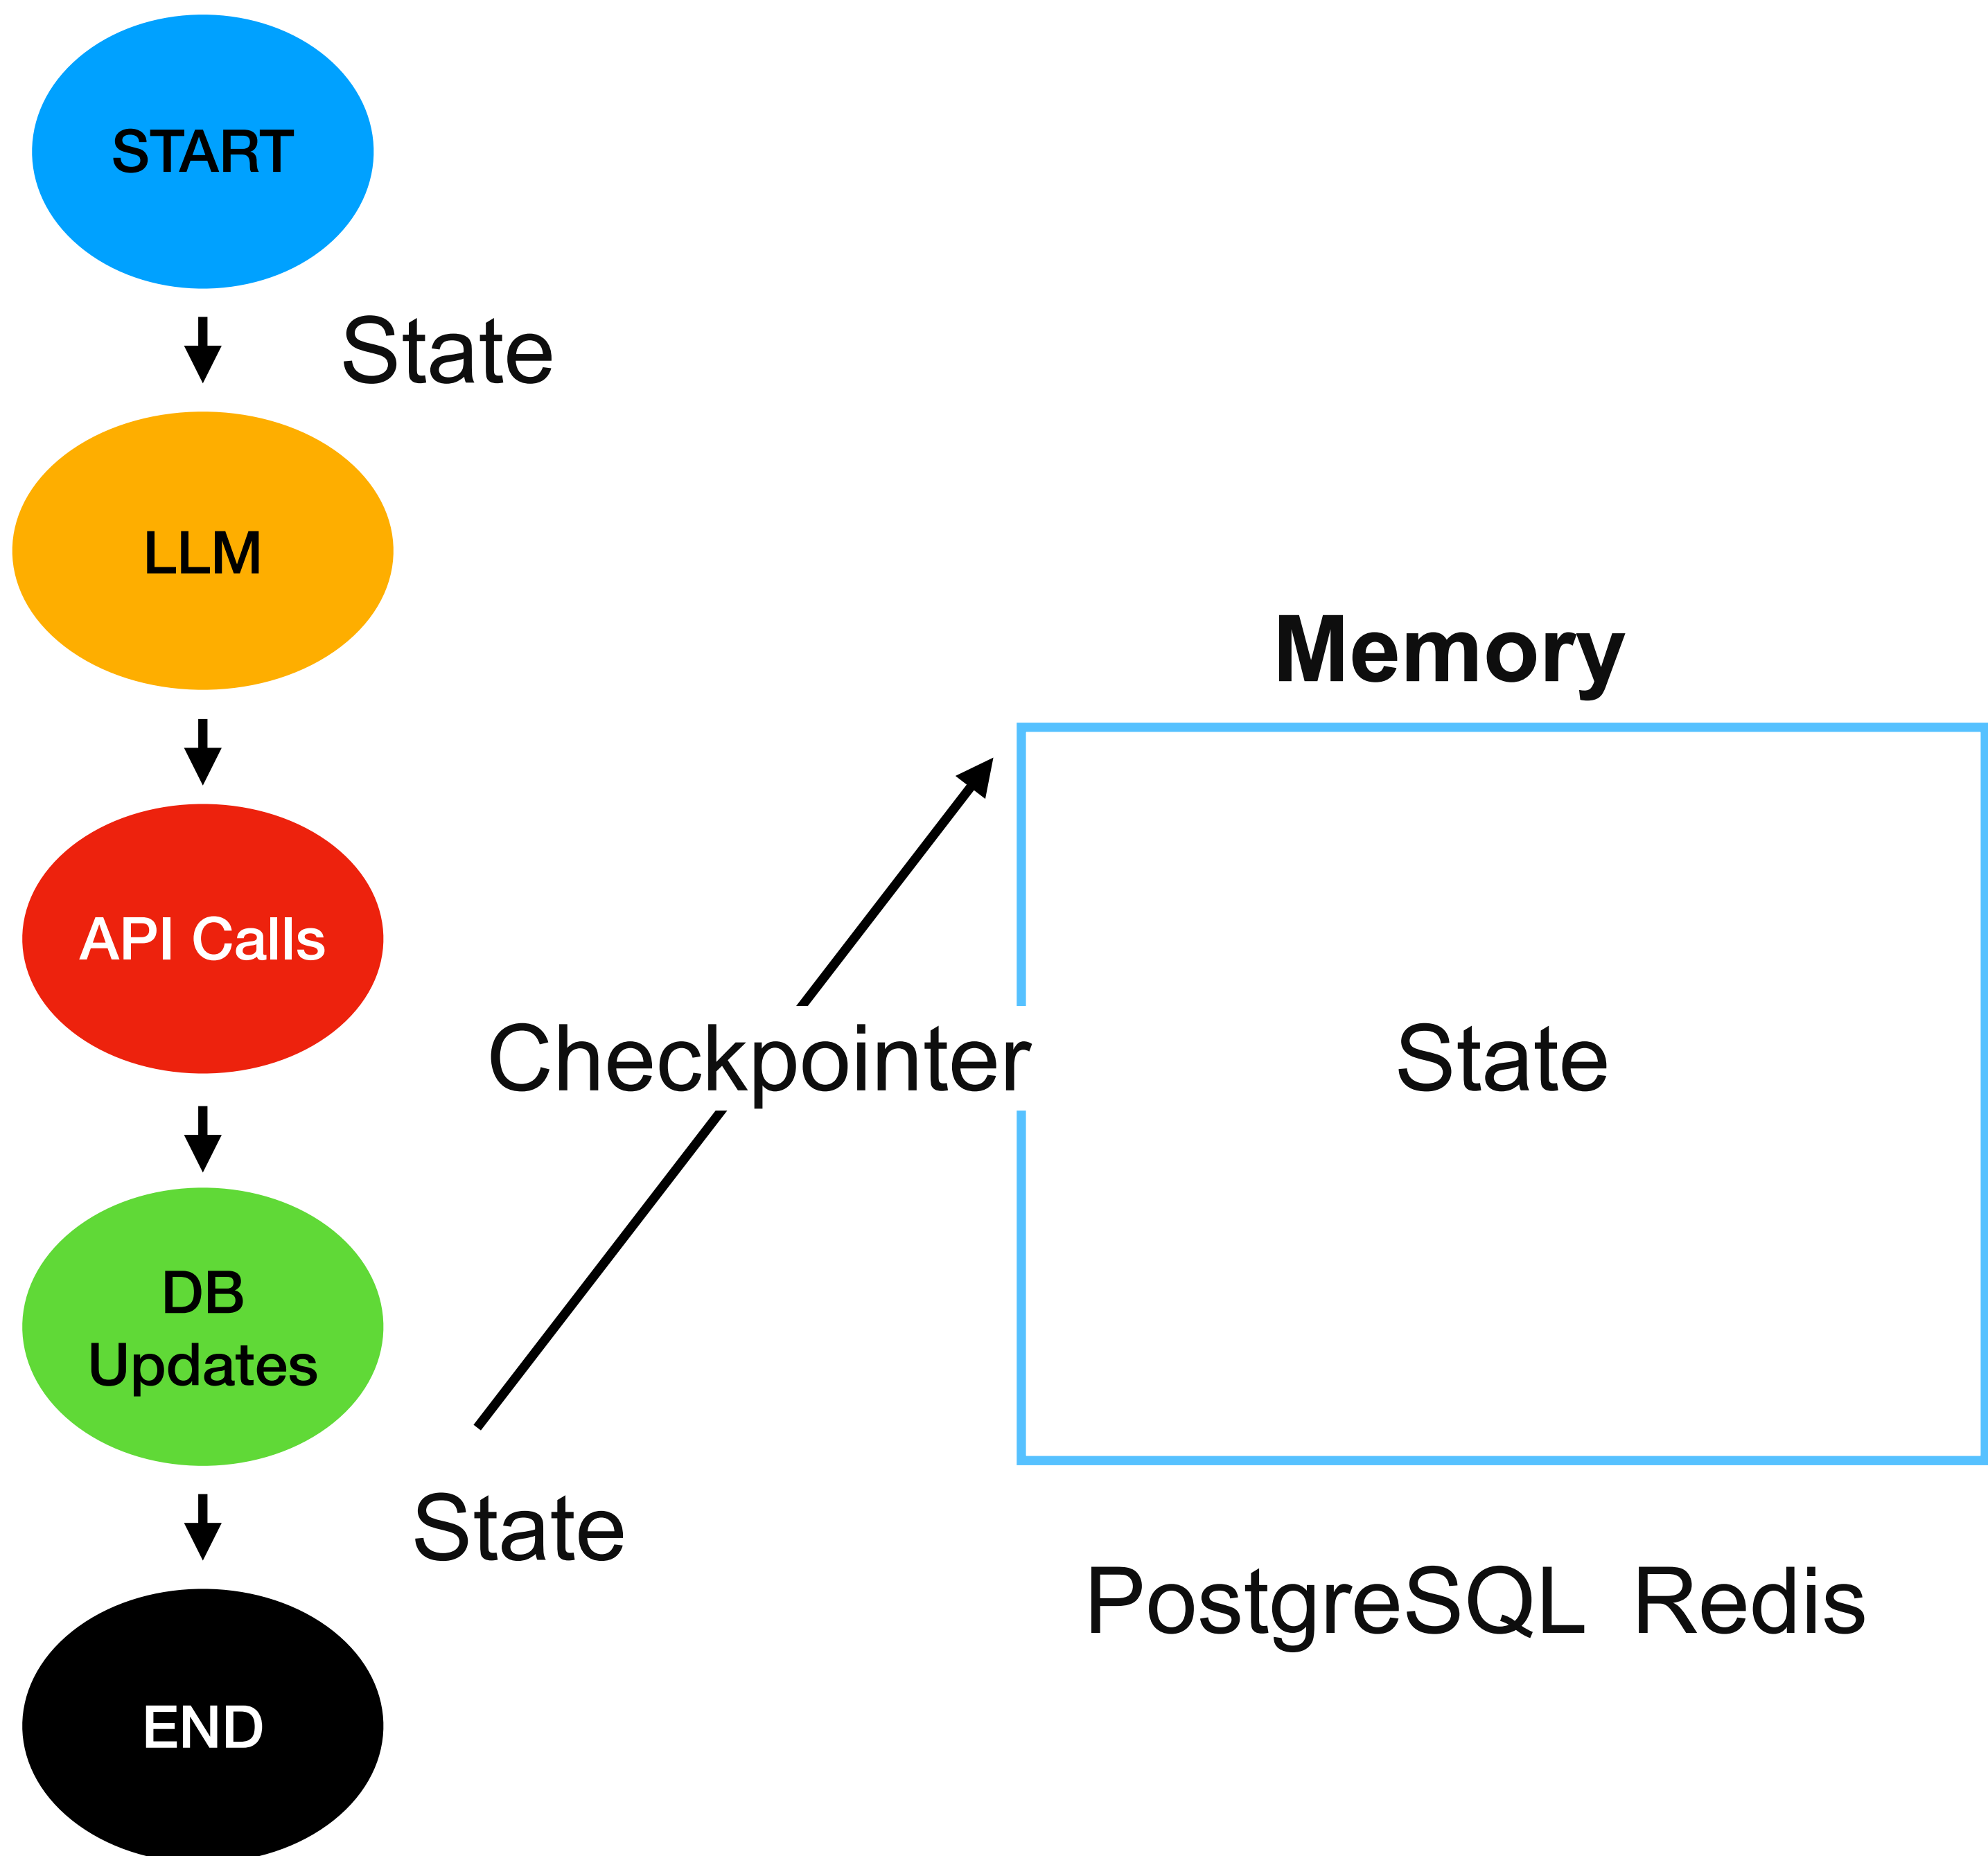 START
State
LLM
Memory
API Calls
Checkpointer
State
DB
Updates
State
PostgreSQL Redis
END